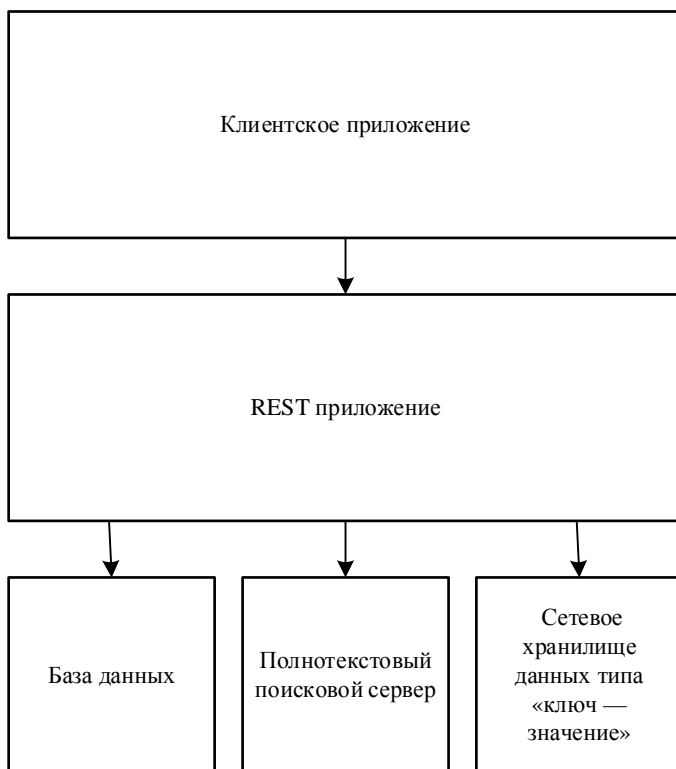 Клиентское приложение
REST приложение
База данных
Полнотекстовый
поисковой сервер
Сетевое
хранилище
данных типа
«ключ —
значение»